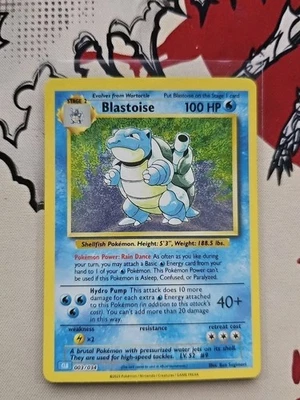 Evolves from Wartortle Put Blastoise on the Stage 1 card
STAGE 2
Blastoise 100 HP
Shellfish Pokémon. Height: 5'3", Weight: 188.5 lbs.
Pokémon Power: Rain Dance As often as you like during
your turn, you may attach 1 Basic Energy card from your
hand to 1 of your Pokémon. This Pokémon Power can't
be used if this Pokémon is Asleep, Confused, or Paralyzed.
Hydro Pump This attack does 10 more
damage for each extra Energy attached
to this Pokémon in addition to this attack's
cost. You can't add more than 20 damage
in this way.
40+
weakness resistance retreat cost
×2
A brutal Pokémon with pressurized water jets on its shell.
They are used for high-speed tackles. LV. 52 #9
003/034